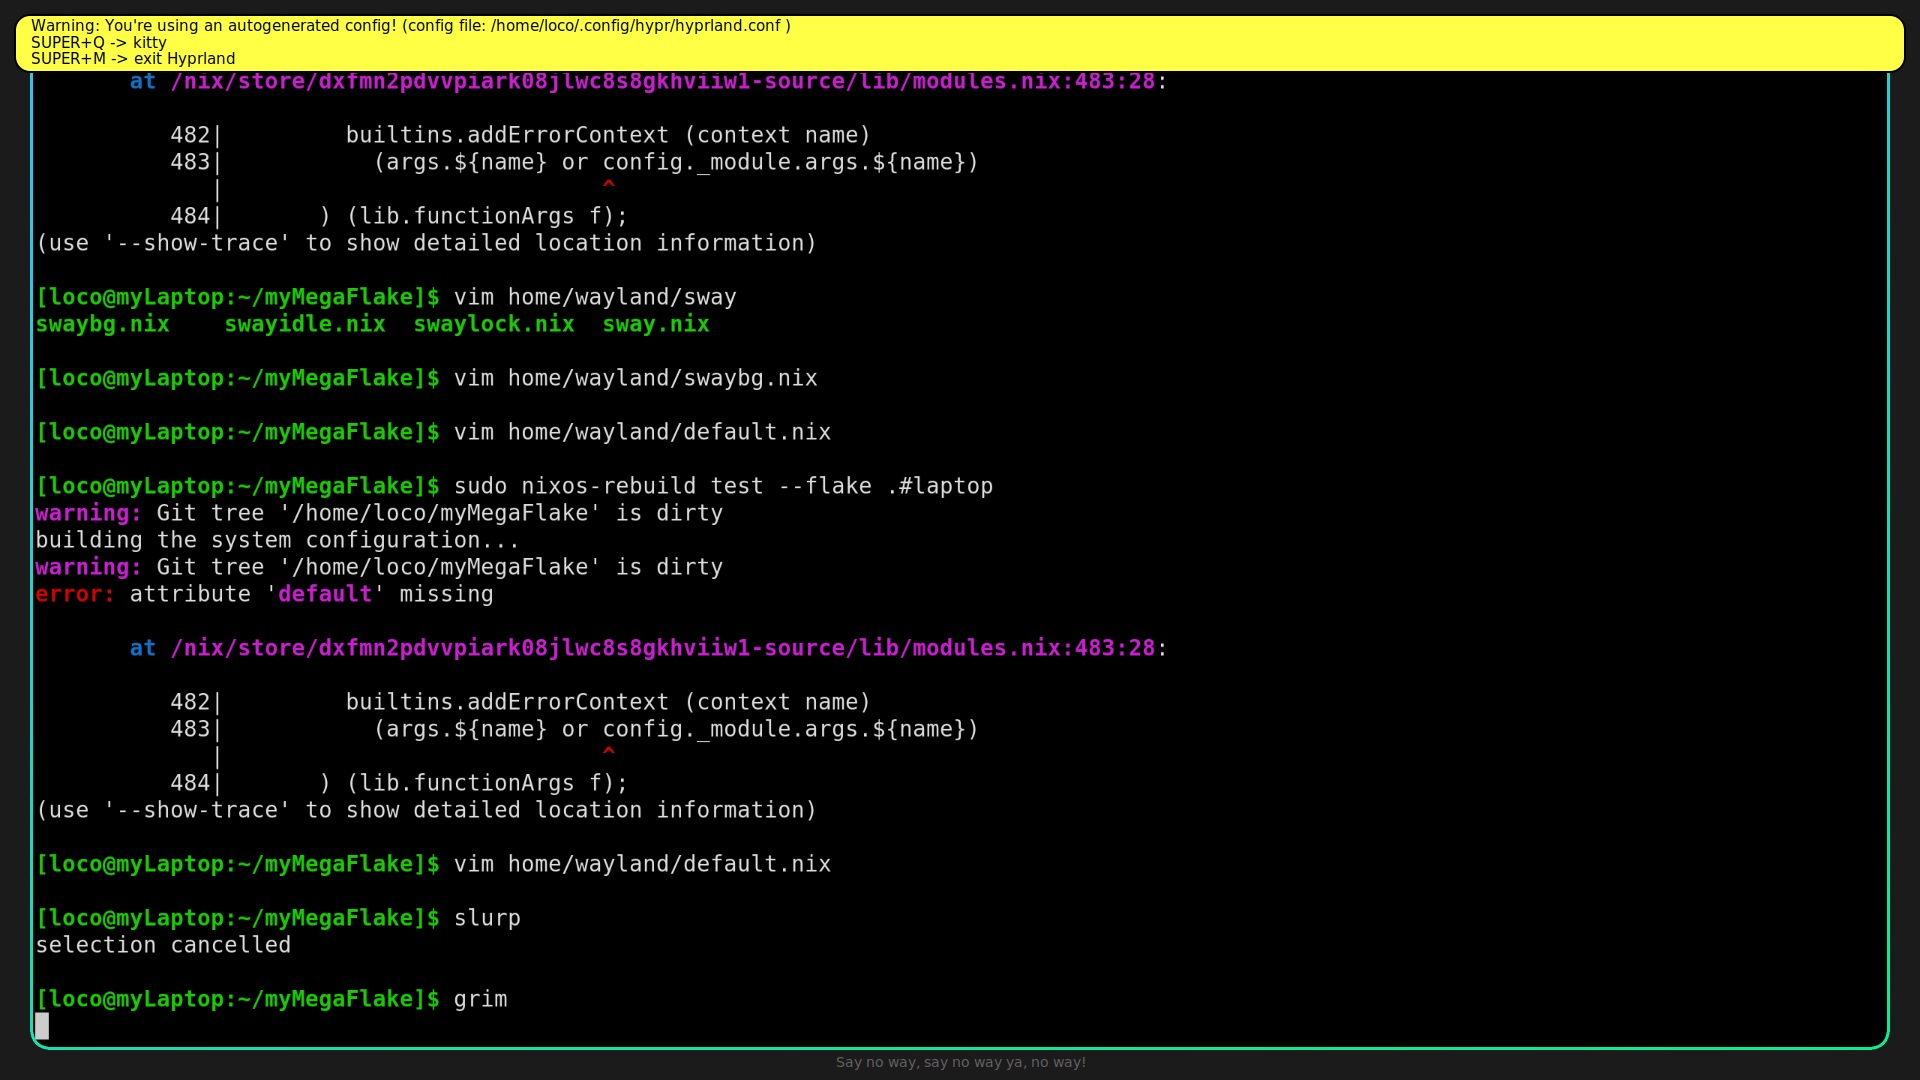 Warning: You're using an autogenerated config! (config file: /home/loco/.config/hypr/hyprland.conf )
SUPER+Q -> kitty
SUPER+M -> exit Hyprland
at /nix/store/dxfmn2pdvvpiark08jlwc8s8gkhviiw1-source/lib/modules.nix:483:28:
482|         builtins.addErrorContext (context name)
483|           (args.${name} or config._module.args.${name})
|                            ^
484|       ) (lib.functionArgs f);
(use '--show-trace' to show detailed location information)
[loco@myLaptop:~/myMegaFlake]$ vim home/wayland/sway
swaybg.nix    swayidle.nix  swaylock.nix  sway.nix
[loco@myLaptop:~/myMegaFlake]$ vim home/wayland/swaybg.nix
[loco@myLaptop:~/myMegaFlake]$ vim home/wayland/default.nix
[loco@myLaptop:~/myMegaFlake]$ sudo nixos-rebuild test --flake .#laptop
warning: Git tree '/home/loco/myMegaFlake' is dirty
building the system configuration...
warning: Git tree '/home/loco/myMegaFlake' is dirty
error: attribute 'default' missing
at /nix/store/dxfmn2pdvvpiark08jlwc8s8gkhviiw1-source/lib/modules.nix:483:28:
482|         builtins.addErrorContext (context name)
483|           (args.${name} or config._module.args.${name})
|                            ^
484|       ) (lib.functionArgs f);
(use '--show-trace' to show detailed location information)
[loco@myLaptop:~/myMegaFlake]$ vim home/wayland/default.nix
[loco@myLaptop:~/myMegaFlake]$ slurp
selection cancelled
[loco@myLaptop:~/myMegaFlake]$ grim
Say no way, say no way ya, no way!